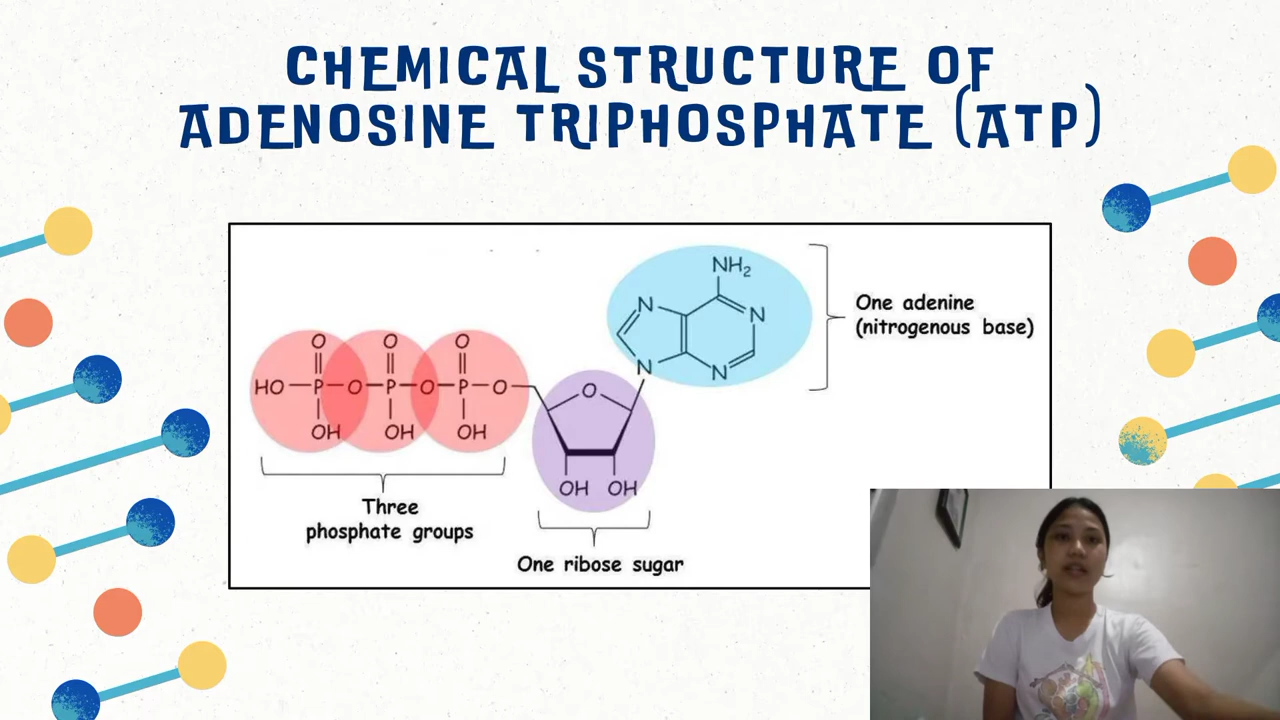 CHEMICAL STRUCTURE OF
ADENOSINE TRIPHOSPHATE (ATP)
NH2
N
N
N
N
O
O
O
HO
P
O
P
O
P
O
O
OH
OH
OH
OH
OH
One adenine
(nitrogenous base)
Three
phosphate groups
One ribose sugar